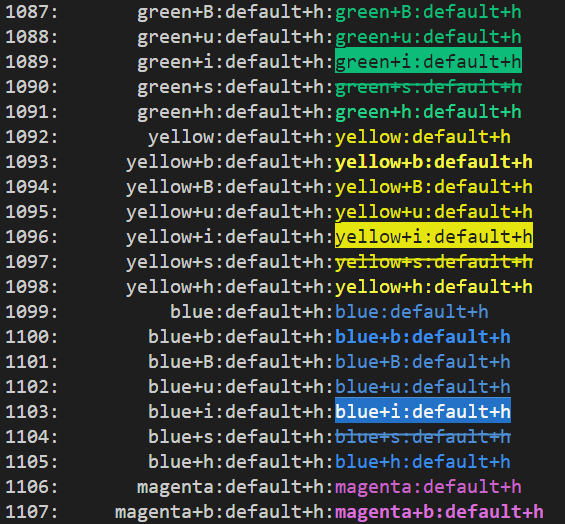 1087: green+B:default+h:green+B:default+h
1088: green+u:default+h:green+u:default+h
1089: green+i:default+h:green+i:default+h
1090: green+s:default+h:green+s:default+h
1091: green+h:default+h:green+h:default+h
1092: yellow:default+h:yellow:default+h
1093: yellow+b:default+h:yellow+b:default+h
1094: yellow+B:default+h:yellow+B:default+h
1095: yellow+u:default+h:yellow+u:default+h
1096: yellow+i:default+h:yellow+i:default+h
1097: yellow+s:default+h:yellow+s:default+h
1098: yellow+h:default+h:yellow+h:default+h
1099: blue:default+h:blue:default+h
1100: blue+b:default+h:blue+b:default+h
1101: blue+B:default+h:blue+B:default+h
1102: blue+u:default+h:blue+u:default+h
1103: blue+i:default+h:blue+i:default+h
1104: blue+s:default+h:blue+s:default+h
1105: blue+h:default+h:blue+h:default+h
1106: magenta:default+h:magenta:default+h
1107: magenta+b:default+h:magenta+b:default+h